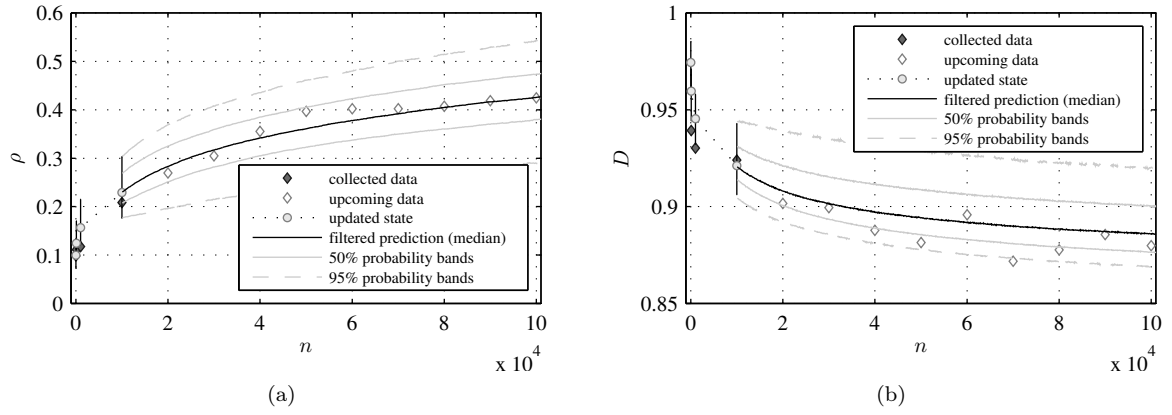 0.6
0.5
0.4
0.3
0.2
0.1
0
ρ
collected data
upcoming data
updated state
filtered prediction (median)
50% probability bands
95% probability bands
0 2 4 6 8 10
n
x 10^4
(a)
1
0.95
0.9
0.85
D
collected data
upcoming data
updated state
filtered prediction (median)
50% probability bands
95% probability bands
0 2 4 6 8 10
n
x 10^4
(b)